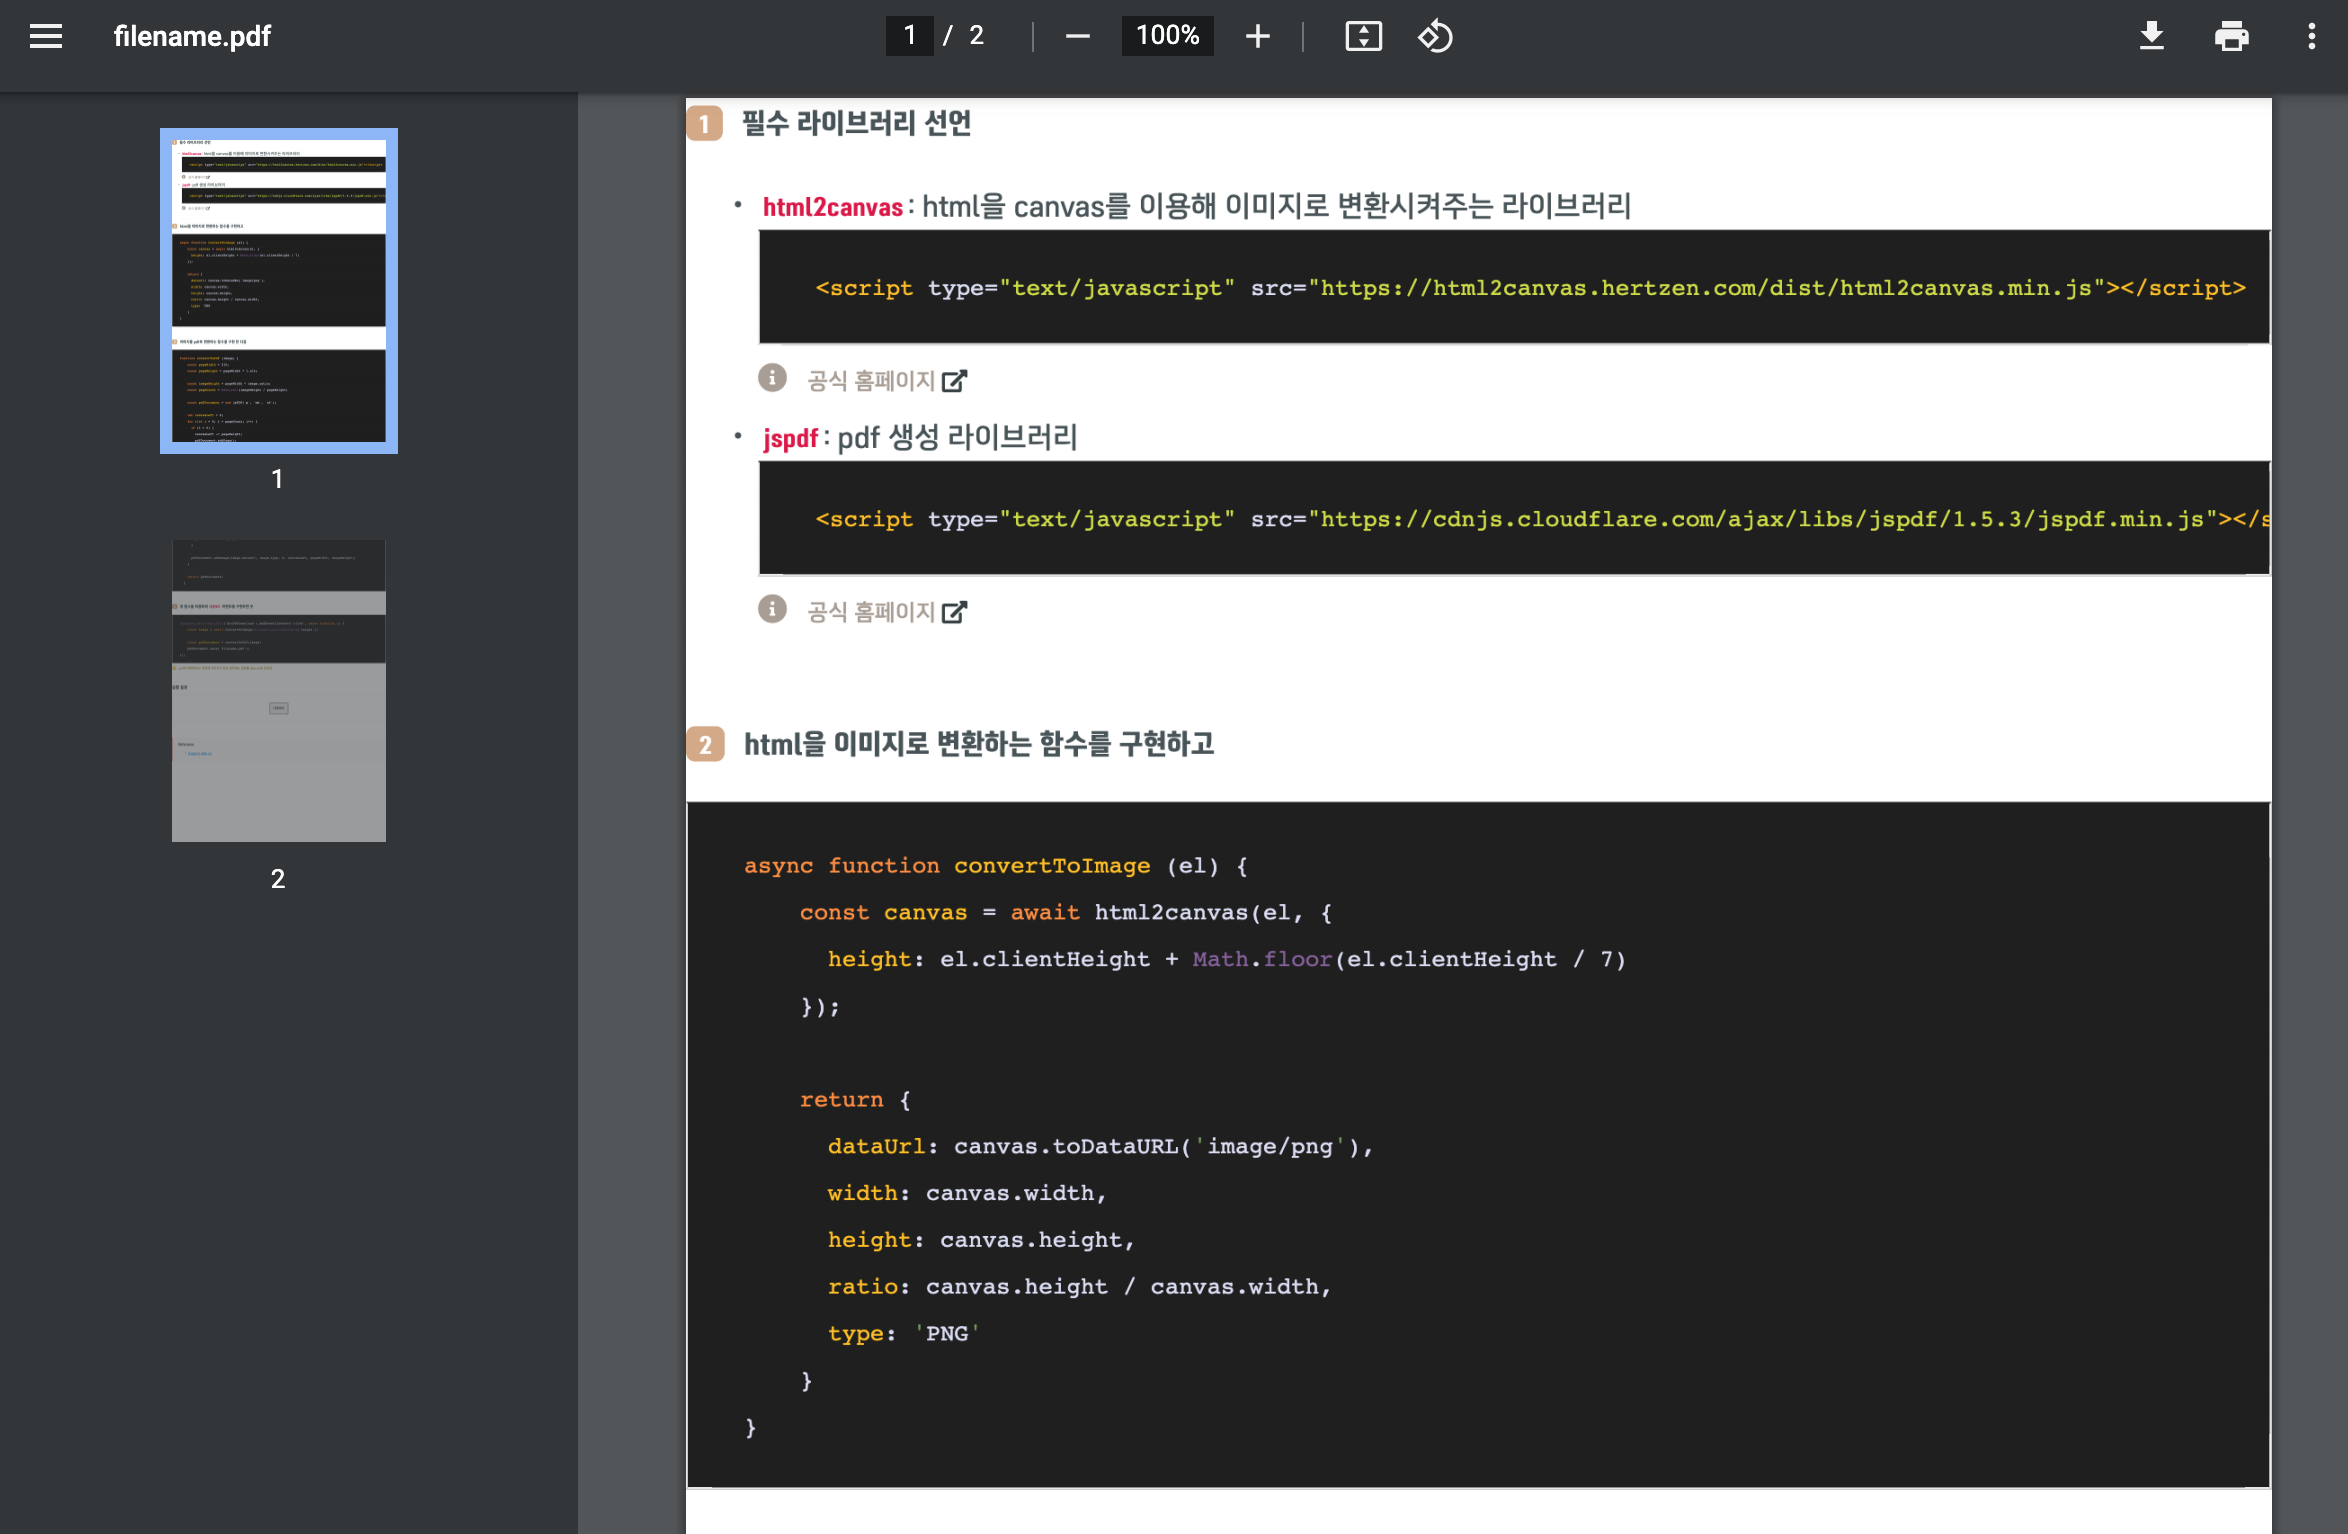 filename.pdf
1 / 2
100%
1
2
1 필수 라이브러리 선언
• html2canvas : html을 canvas를 이용해 이미지로 변환시켜주는 라이브러리
<script type="text/javascript" src="https://html2canvas.hertzen.com/dist/html2canvas.min.js"></script>
공식 홈페이지
• jspdf : pdf 생성 라이브러리
<script type="text/javascript" src="https://cdnjs.cloudflare.com/ajax/libs/jspdf/1.5.3/jspdf.min.js"></s
공식 홈페이지
2 html을 이미지로 변환하는 함수를 구현하고
async function convertToImage (el) {
const canvas = await html2canvas(el, {
height: el.clientHeight + Math.floor(el.clientHeight / 7)
});
return {
dataUrl: canvas.toDataURL('image/png'),
width: canvas.width,
height: canvas.height,
ratio: canvas.height / canvas.width,
type: 'PNG'
}
}